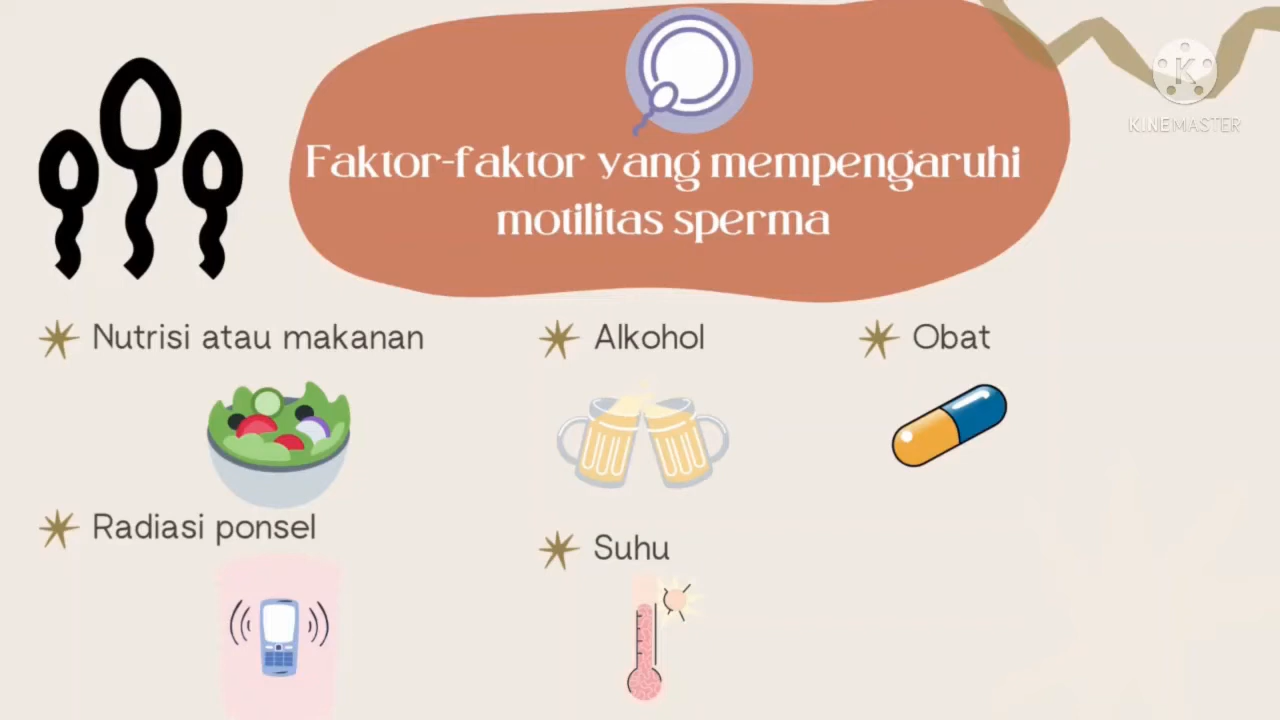 K
KINEMASTER
Faktor-faktor yang mempengaruhi
motilitas sperma
Nutrisi atau makanan
Alkohol
Obat
Radiasi ponsel
Suhu